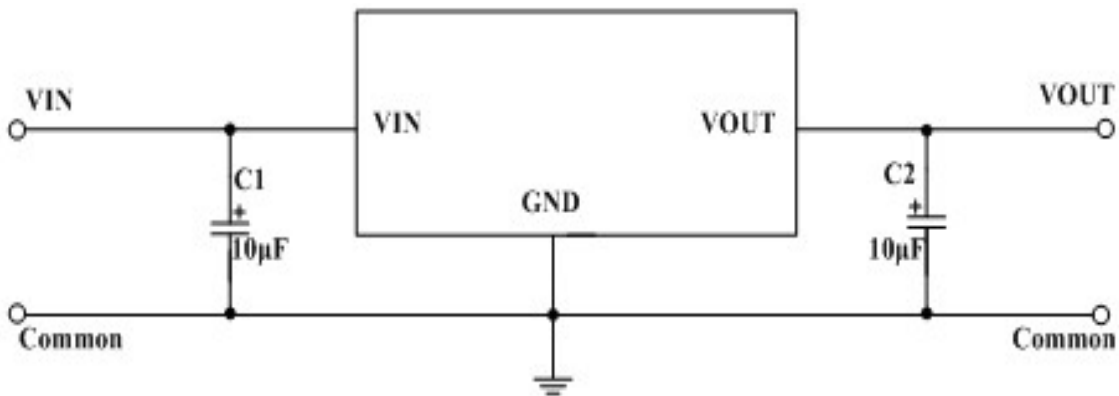 VIN
VOUT
VIN
VOUT
C1
+
10μF
GND
C2
+
10μF
Common
Common